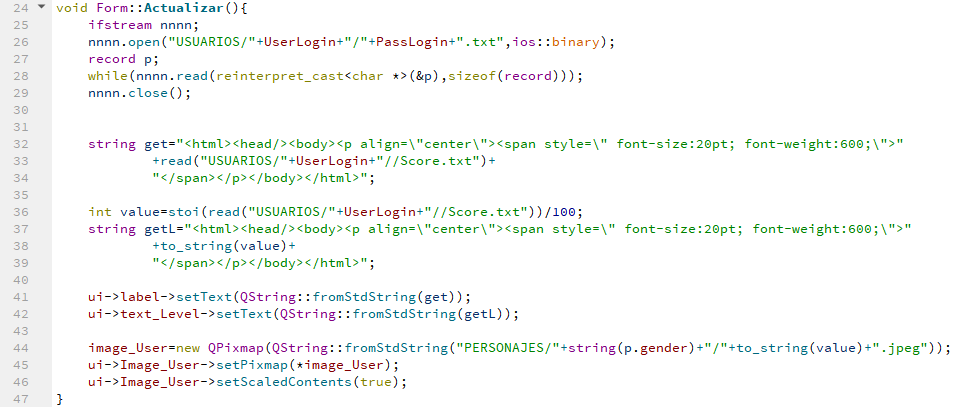 24 void Form::Actualizar(){
25 ifstream nnnn;
26 nnnn.open("USUARIOS/"+UserLogin+"/"+PassLogin+".txt",ios::binary);
27 record p;
28 while(nnnn.read(reinterpret_cast<char *>(&p),sizeof(record)));
29 nnnn.close();
30
31
32 string get="<html><head/><body><p align=\"center\"><span style=\" font-size:20pt; font-weight:600;\">"
33 +read("USUARIOS/"+UserLogin+"//Score.txt")+
34 "</span></p></body></html>";
35
36 int value=stoi(read("USUARIOS/"+UserLogin+"//Score.txt"))/100;
37 string getL="<html><head/><body><p align=\"center\"><span style=\" font-size:20pt; font-weight:600;\">"
38 +to_string(value)+
39 "</span></p></body></html>";
40
41 ui->label->setText(QString::fromStdString(get));
42 ui->text_Level->setText(QString::fromStdString(getL));
43
44 image_User=new QPixmap(QString::fromStdString("PERSONAJES/"+string(p.gender)+"/"+to_string(value)+".jpeg"));
45 ui->Image_User->setPixmap(*image_User);
46 ui->Image_User->setScaledContents(true);
47 }